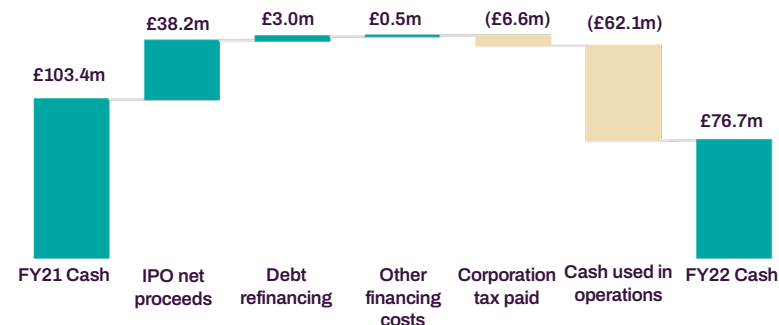 £103.4m
£38.2m
£3.0m
£0.5m
(£6.6m)
(£62.1m)
£76.7m
FY21 Cash
IPO net
proceeds
Debt
refinancing
Other
financing
costs
Corporation
tax paid
Cash used in
operations
FY22 Cash